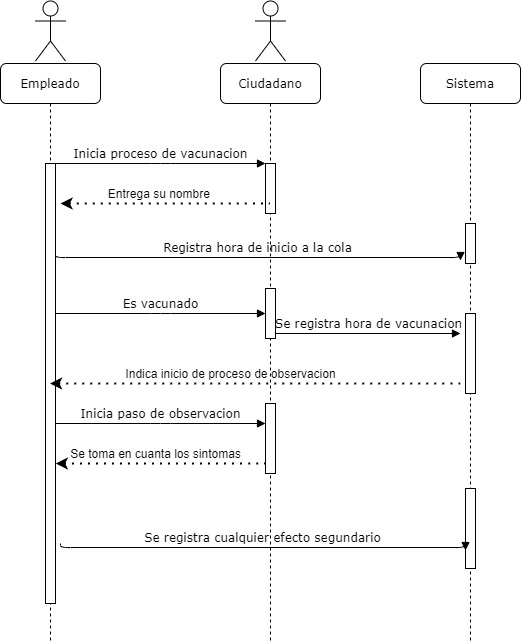 Empleado
Ciudadano
Sistema
Inicia proceso de vacunacion
Entrega su nombre
Registra hora de inicio a la cola
Es vacunado
Se registra hora de vacunacion
Indica inicio de proceso de observacion
Inicia paso de observacion
Se toma en cuanta los sintomas
Se registra cualquier efecto segundario